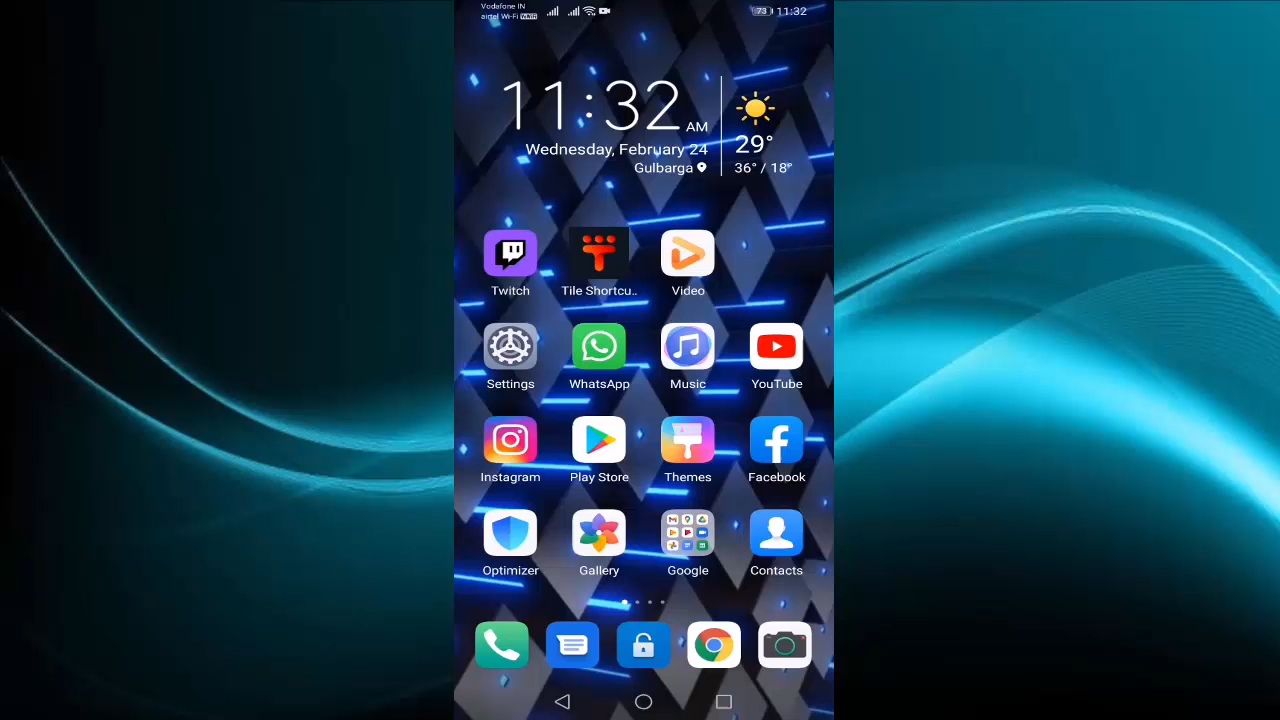 Vodafone IN
airtel Wi-Fi
73 11:32
11:32 AM
Wednesday, February 24
Gulbarga
29°
36° / 18°
Twitch
Tile Shortcu..
Video
Settings
WhatsApp
Music
YouTube
Instagram
Play Store
Themes
Facebook
Optimizer
Gallery
Google
Contacts